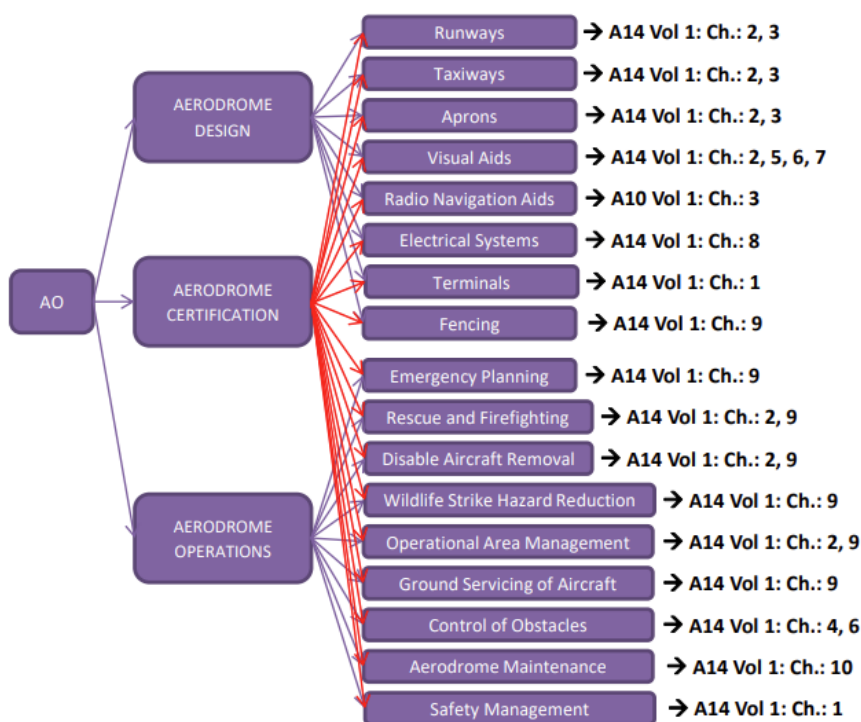 AO
AERODROME
DESIGN
AERODROME
CERTIFICATION
AERODROME
OPERATIONS
Runways → A14 Vol 1: Ch.: 2, 3
Taxiways → A14 Vol 1: Ch.: 2, 3
Aprons → A14 Vol 1: Ch.: 2, 3
Visual Aids → A14 Vol 1: Ch.: 2, 5, 6, 7
Radio Navigation Aids → A10 Vol 1: Ch.: 3
Electrical Systems → A14 Vol 1: Ch.: 8
Terminals → A14 Vol 1: Ch.: 1
Fencing → A14 Vol 1: Ch.: 9
Emergency Planning → A14 Vol 1: Ch.: 9
Rescue and Firefighting → A14 Vol 1: Ch.: 2, 9
Disable Aircraft Removal → A14 Vol 1: Ch.: 2, 9
Wildlife Strike Hazard Reduction → A14 Vol 1: Ch.: 9
Operational Area Management → A14 Vol 1: Ch.: 2, 9
Ground Servicing of Aircraft → A14 Vol 1: Ch.: 9
Control of Obstacles → A14 Vol 1: Ch.: 4, 6
Aerodrome Maintenance → A14 Vol 1: Ch.: 10
Safety Management → A14 Vol 1: Ch.: 1